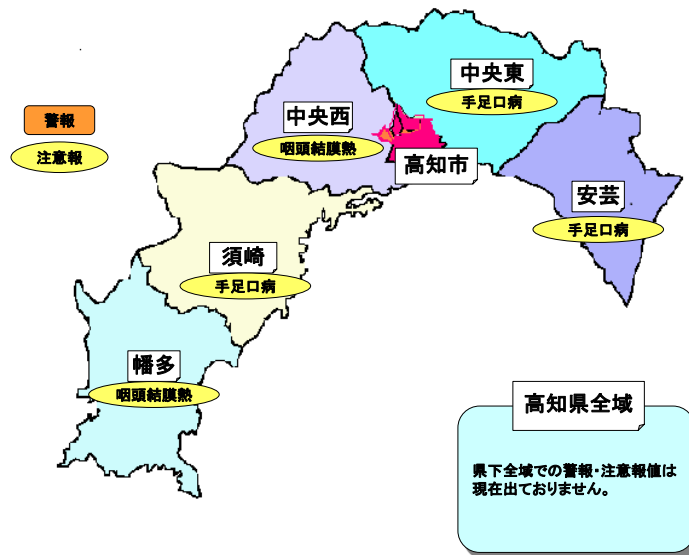 中央東
手足口病
警報
中央西
注意報
咽頭結膜熱
高知市
安芸
手足口病
須崎
手足口病
幡多
咽頭結膜熱
高知県全域
県下全域での警報・注意報値は
現在出ておりません。